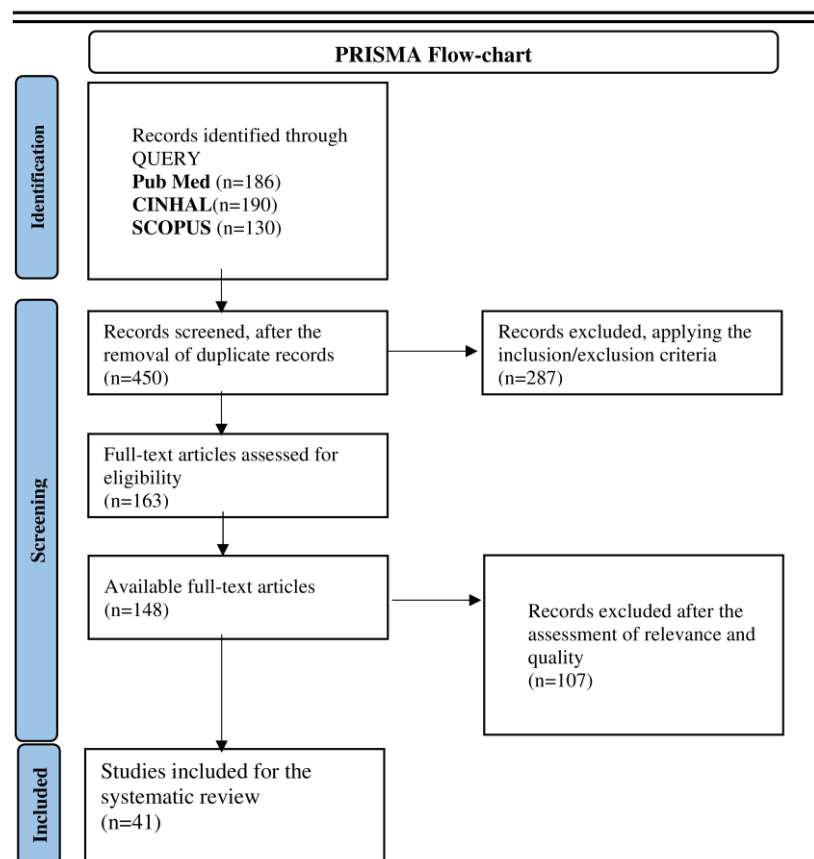 PRISMA Flow-chart
Identification
Records identified through
QUERY
Pub Med (n=186)
CINHAL(n=190)
SCOPUS (n=130)
Screening
Records screened, after the
removal of duplicate records
(n=450)
Records excluded, applying the
inclusion/exclusion criteria
(n=287)
Full-text articles assessed for
eligibility
(n=163)
Available full-text articles
(n=148)
Records excluded after the
assessment of relevance and
quality
(n=107)
Included
Studies included for the
systematic review
(n=41)